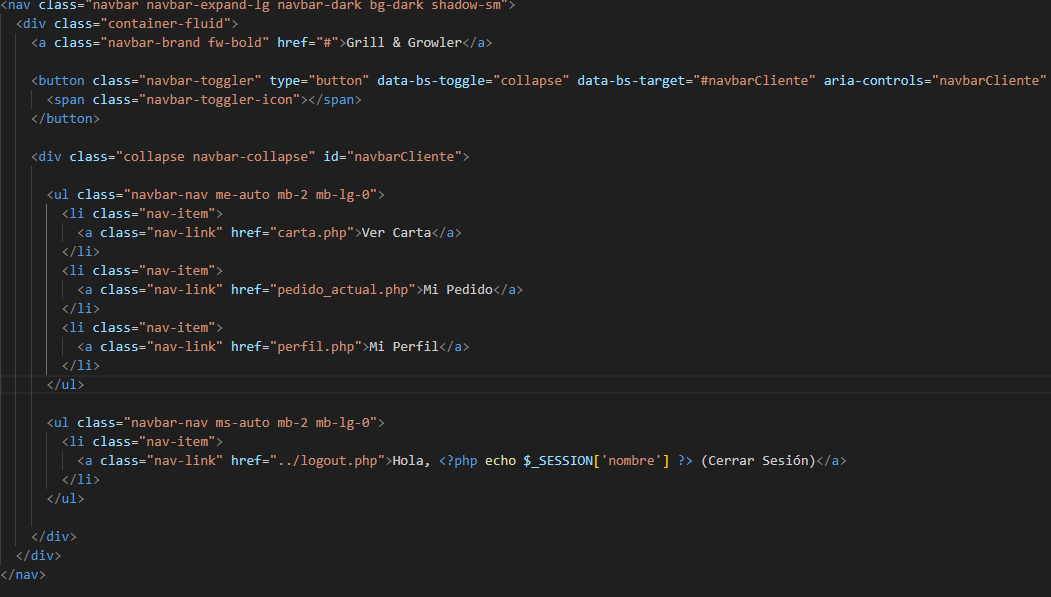 <nav class="navbar navbar-expand-lg navbar-dark bg-dark shadow-sm">
<div class="container-fluid">
<a class="navbar-brand fw-bold" href="#">Grill & Growler</a>
<button class="navbar-toggler" type="button" data-bs-toggle="collapse" data-bs-target="#navbarCliente" aria-controls="navbarCliente"
<span class="navbar-toggler-icon"></span>
</button>
<div class="collapse navbar-collapse" id="navbarCliente">
<ul class="navbar-nav me-auto mb-2 mb-lg-0">
<li class="nav-item">
<a class="nav-link" href="carta.php">Ver Carta</a>
</li>
<li class="nav-item">
<a class="nav-link" href="pedido_actual.php">Mi Pedido</a>
</li>
<li class="nav-item">
<a class="nav-link" href="perfil.php">Mi Perfil</a>
</li>
</ul>
<ul class="navbar-nav ms-auto mb-2 mb-lg-0">
<li class="nav-item">
<a class="nav-link" href="../logout.php">Hola, <?php echo $_SESSION['nombre'] ?> (Cerrar Sesión)</a>
</li>
</ul>
</div>
</div>
</nav>